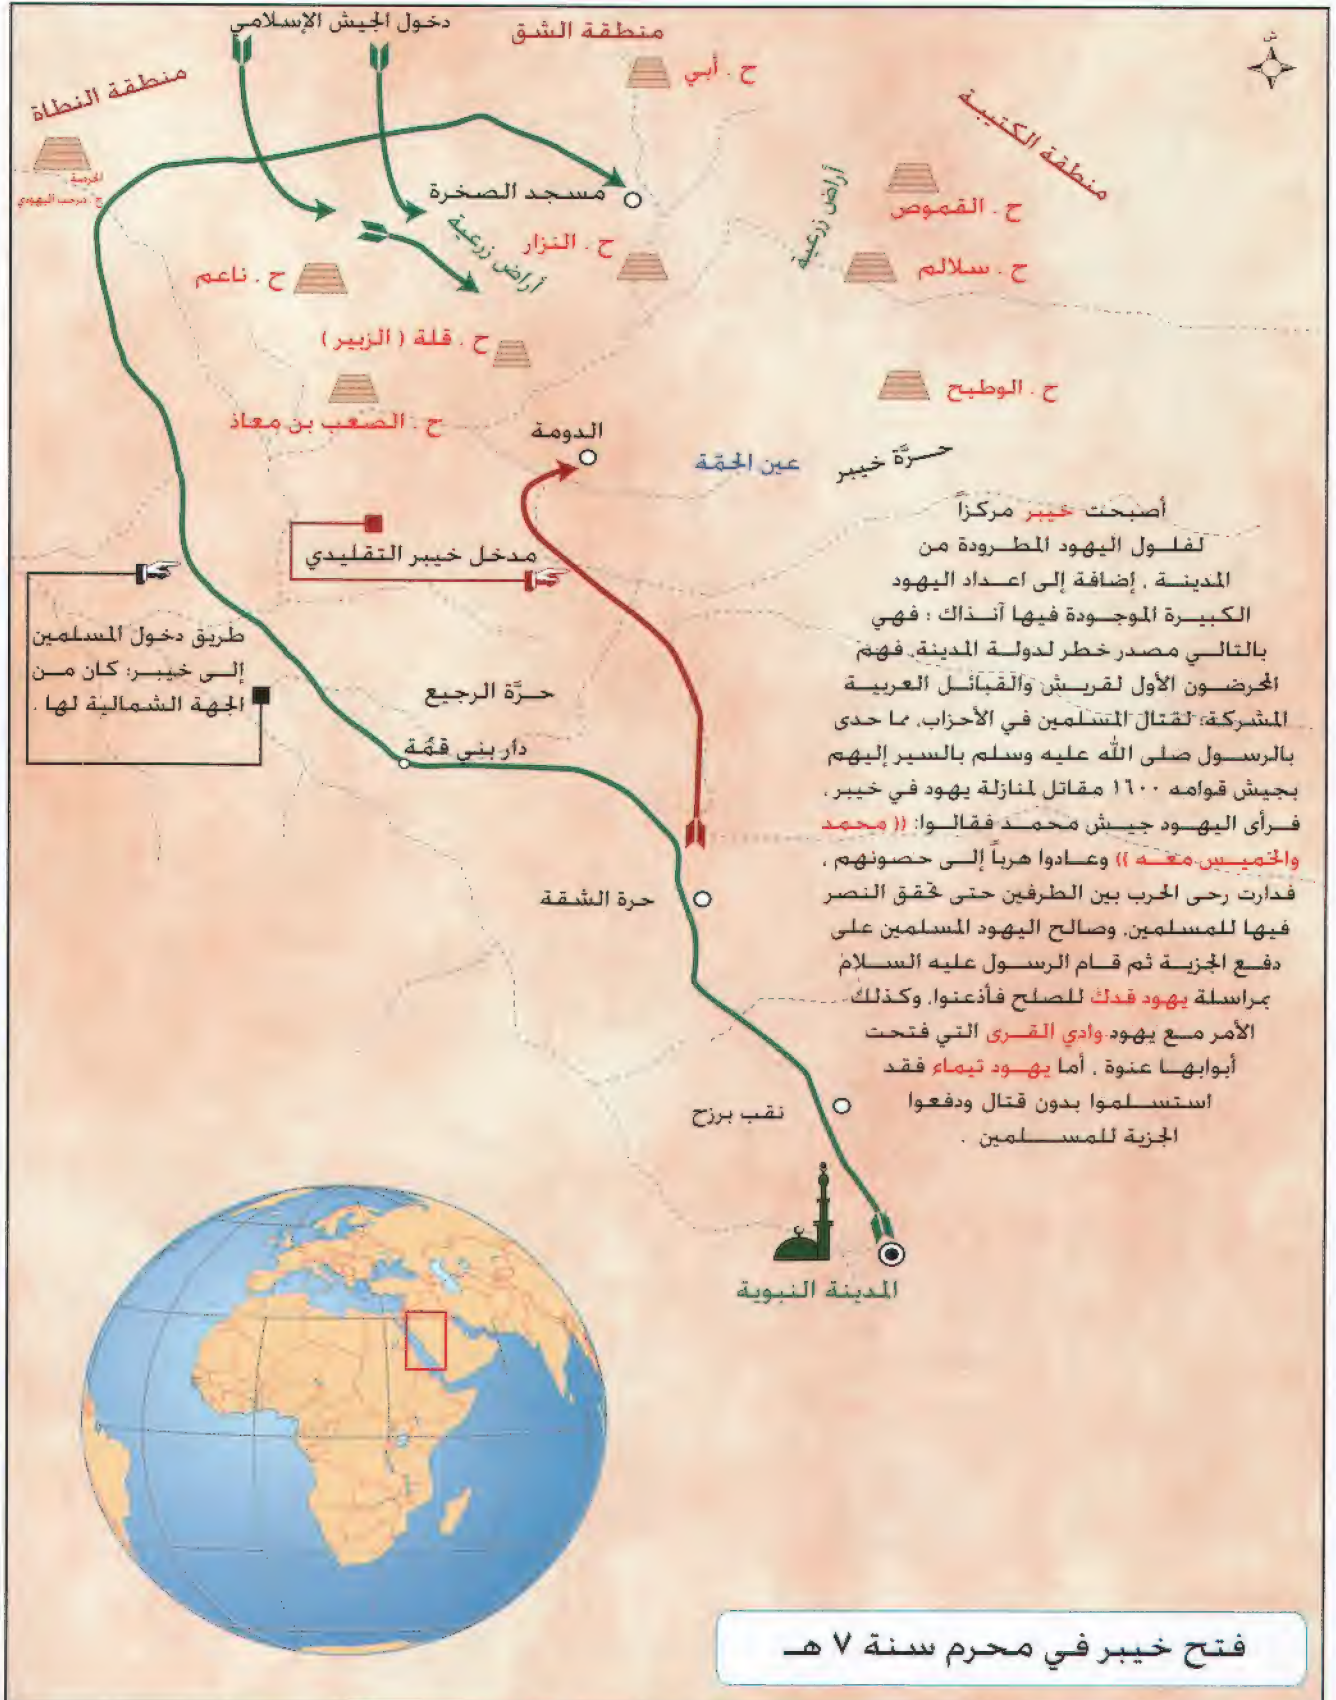 دخول الجيش الإسلامي
منطقة الشق
ش
ح . أبي
منطقة النطاة
منطقة الكتيبة
ح . مرحب اليهودي
مسجد الصخرة
أراض زرعية
ح . القموص
أراض زرعية
ح . النزار
ح . سلالم
ح . ناعم
ح . قلة ( الزبير )
ح . الوطيح
ح . الصعب بن معاذ
الدومة
عين الحمّة
حرَّة خيبر
مدخل خيبر التقليدي
طريق دخول المسلمين
إلى خيبر: كان من
الجهة الشمالية لها .
حرَّة الرجيع
دار بني قمُّة
حرة الشقة
نقب برزح
المدينة النبوية
أصبحت خيبر مركزاً
لفلول اليهود المطرودة من
المدينة ، إضافة إلى اعداد اليهود
الكبيرة الموجودة فيها آنذاك : فهي
بالتالي مصدر خطر لدولة المدينة، فهم
المحرضون الأول لقريش والقبائل العربية
المشركة؛ لقتال المسلمين في الأحزاب، مما حدى
بالرسول صلى الله عليه وسلم بالسير إليهم
بجيش قوامه ١٦٠٠ مقاتل لمنازلة يهود في خيبر ،
فرأى اليهود جيش محمد فقالوا: (( محمد
والخميس معه )) وعادوا هرباً إلى حصونهم ،
فدارت رحى الحرب بين الطرفين حتى تحقق النصر
فيها للمسلمين، وصالح اليهود المسلمين على
دفع الجزية ثم قام الرسول عليه السلام
بمراسلة يهود فدك للصلح فأذعنوا، وكذلك
الأمر مع يهود وادي القرى التي فتحت
أبوابها عنوة ، أما يهود تيماء فقد
استسلموا بدون قتال ودفعوا
الجزية للمسلمين .
فتح خيبر في محرم سنة ٧ هـ